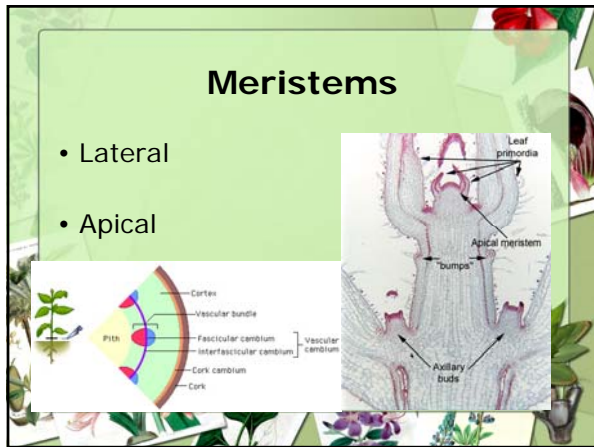 Meristems
• Lateral
• Apical
Leaf
primordia
Apical meristem
"bumps"
Axillary
buds
Cortex
Vascular bundle
Pith
Fascicular cambium
Interfascicular cambium
Vascular
cambium
Cork cambium
Cork